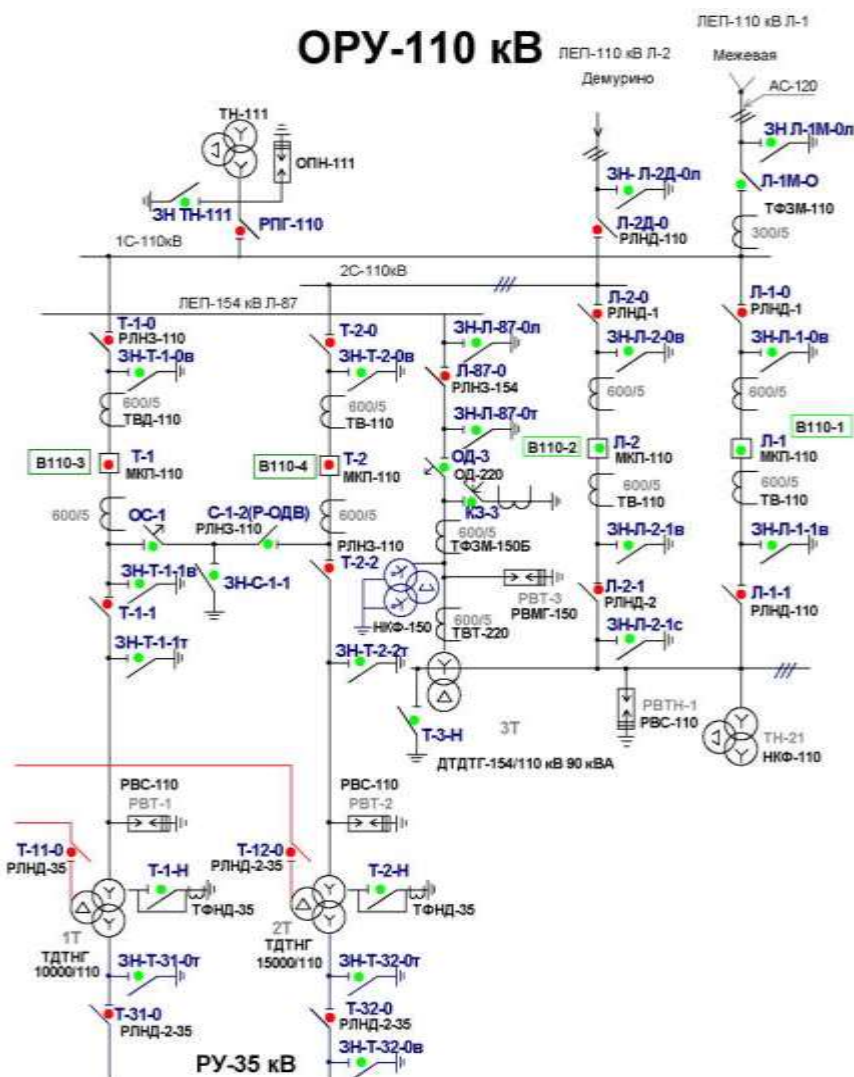 ОРУ-110 кВ
ЛЕП-110 кВ Л-2
Демурино
ЛЕП-110 кВ Л-1
Межевая
АС-120
ТН-111
ОПН-111
ЗН ТН-111
РПГ-110
ЗН Л-1М-0л
ЗН- Л-2Д-0л
Л-1М-О
ТФЗМ-110
300/5
Л-2Д-0
РЛНД-110
1С-110кВ
2С-110кВ
ЛЕП-154 кВ Л-87
Т-1-0
РЛНЗ-110
ЗН-Т-1-0в
600/5
ТВД-110
В110-3
Т-1
МКП-110
600/5
Т-2-0
ЗН-Т-2-0в
600/5
ТВ-110
В110-4
Т-2
МКП-110
600/5
ЗН-Л-87-0л
Л-87-0
РЛНЗ-154
ЗН-Л-87-0т
ОД-3
ОД-220
КЗ-3
600/5
ТФЗМ-150Б
Л-2-0
РЛНД-1
ЗН-Л-2-0в
600/5
В110-2
Л-2
МКП-110
600/5
ТВ-110
ЗН-Л-2-1в
Л-2-1
РЛНД-2
ЗН-Л-2-1с
Л-1-0
РЛНД-1
ЗН-Л-1-0в
600/5
В110-1
Л-1
МКП-110
600/5
ТВ-110
ЗН-Л-1-1в
Л-1-1
РЛНД-110
ОС-1
С-1-2(Р-ОДВ)
РЛНЗ-110
ЗН-С-1-1
ЗН-Т-1-1в
Т-1-1
ЗН-Т-1-1т
РЛНЗ-110
Т-2-2
ЗН-Т-2-2т
НКФ-150
РВТ-3
РВМГ-150
600/5
ТВТ-220
3Т
Т-3-Н
ДТДТГ-154/110 кВ 90 кВА
РВТН-1
РВС-110
ТН-21
НКФ-110
РВС-110
РВТ-1
РВС-110
РВТ-2
Т-11-0
РЛНД-35
Т-1-Н
ТФНД-35
Т-12-0
РЛНД-2-35
Т-2-Н
ТФНД-35
1Т
ТДТНГ
10000/110
2Т
ТДТНГ
15000/110
ЗН-Т-31-0т
Т-31-0
РЛНД-2-35
ЗН-Т-32-0т
Т-32-0
РЛНД-2-35
ЗН-Т-32-0в
РУ-35 кВ